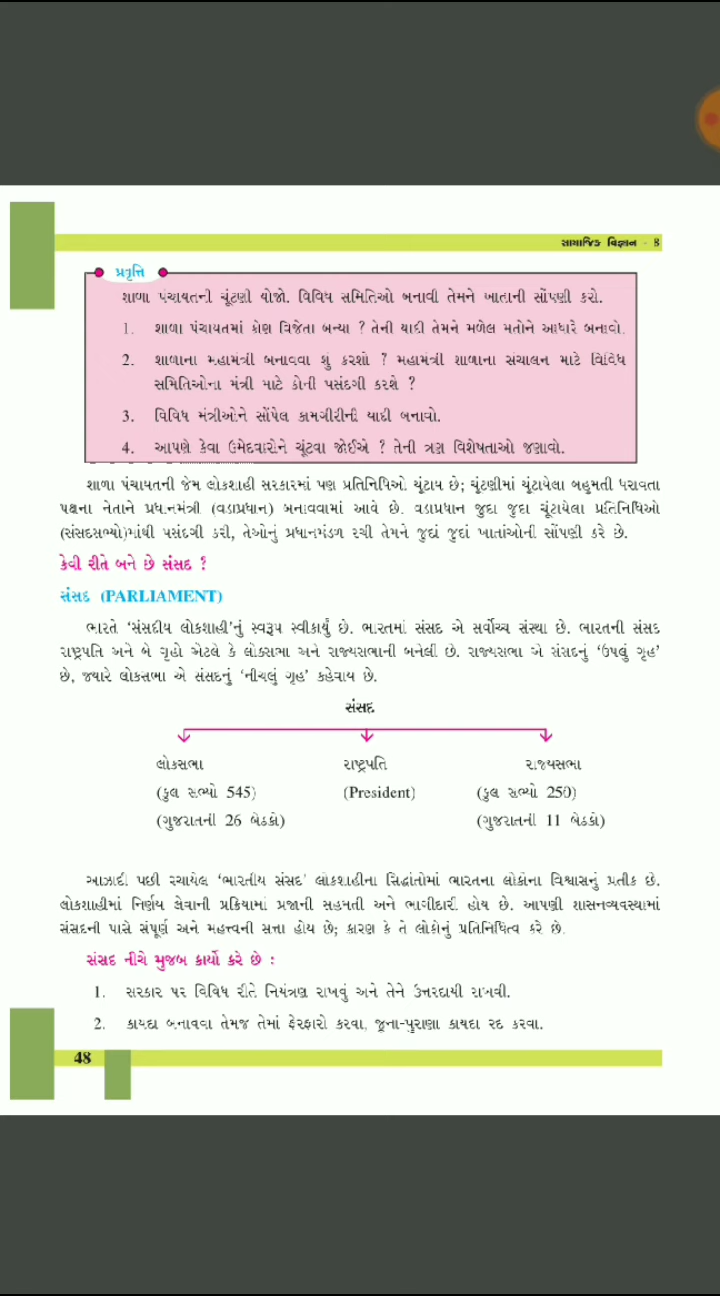 સામાજિક વિજ્ઞાન - 8
પ્રવૃત્તિ
શાળા પંચાયતની ચૂંટણી યોજો. વિવિધ સમિતિઓ બનાવી તેમને ખાતાની સોંપણી કરો.
1. શાળા પંચાયતમાં કોણ વિજેતા બન્યા ? તેની યાદી તેમને મળેલ મતોને આધારે બનાવો.
2. શાળાના મહામંત્રી બનાવવા શું કરશો ? મહામંત્રી શાળાના સંચાલન માટે વિવિધ
સમિતિઓના મંત્રી માટે કોની પસંદગી કરશે ?
3. વિવિધ મંત્રીઓને સોંપેલ કામગીરીની યાદી બનાવો.
4. આપણે કેવા ઉમેદવારોને ચૂંટવા જોઈએ ? તેની ત્રણ વિશેષતાઓ જણાવો.
શાળા પંચાયતની જેમ લોકશાહી સરકારમાં પણ પ્રતિનિધિઓ ચૂંટાય છે; ચૂંટણીમાં ચૂંટાયેલા બહુમતી ધરાવતા
પક્ષના નેતાને પ્રધાનમંત્રી (વડાપ્રધાન) બનાવવામાં આવે છે. વડાપ્રધાન જુદા જુદા ચૂંટાયેલા પ્રતિનિધિઓ
(સંસદસભ્યો)માંથી પસંદગી કરી, તેઓનું પ્રધાનમંડળ રચી તેમને જુદાં જુદાં ખાતાંઓની સોંપણી કરે છે.
કેવી રીતે બને છે સંસદ ?
સંસદ (PARLIAMENT)
ભારતે ‘સંસદીય લોકશાહી’નું સ્વરૂપ સ્વીકાર્યું છે. ભારતમાં સંસદ એ સર્વોચ્ચ સંસ્થા છે. ભારતની સંસદ
રાષ્ટ્રપતિ અને બે ગૃહો એટલે કે લોકસભા અને રાજ્યસભાની બનેલી છે. રાજ્યસભા એ સંસદનું ‘ઉપલું ગૃહ’
છે, જ્યારે લોકસભા એ સંસદનું ‘નીચલું ગૃહ’ કહેવાય છે.
સંસદ
લોકસભા રાષ્ટ્રપતિ રાજ્યસભા
(કુલ સભ્યો 545) (President) (કુલ સભ્યો 250)
(ગુજરાતની 26 બેઠકો) (ગુજરાતની 11 બેઠકો)
આઝાદી પછી રચાયેલ ‘ભારતીય સંસદ’ લોકશાહીના સિદ્ધાંતોમાં ભારતના લોકોના વિશ્વાસનું પ્રતીક છે.
લોકશાહીમાં નિર્ણય લેવાની પ્રક્રિયામાં પ્રજાની સહમતી અને ભાગીદારી હોય છે. આપણી શાસનવ્યવસ્થામાં
સંસદની પાસે સંપૂર્ણ અને મહત્ત્વની સત્તા હોય છે; કારણ કે તે લોકોનું પ્રતિનિધિત્વ કરે છે.
સંસદ નીચે મુજબ કાર્યો કરે છે :
1. સરકાર પર વિવિધ રીતે નિયંત્રણ રાખવું અને તેને ઉત્તરદાયી રાખવી.
2. કાયદા બનાવવા તેમજ તેમાં ફેરફારો કરવા, જૂના-પુરાણા કાયદા રદ કરવા.
48